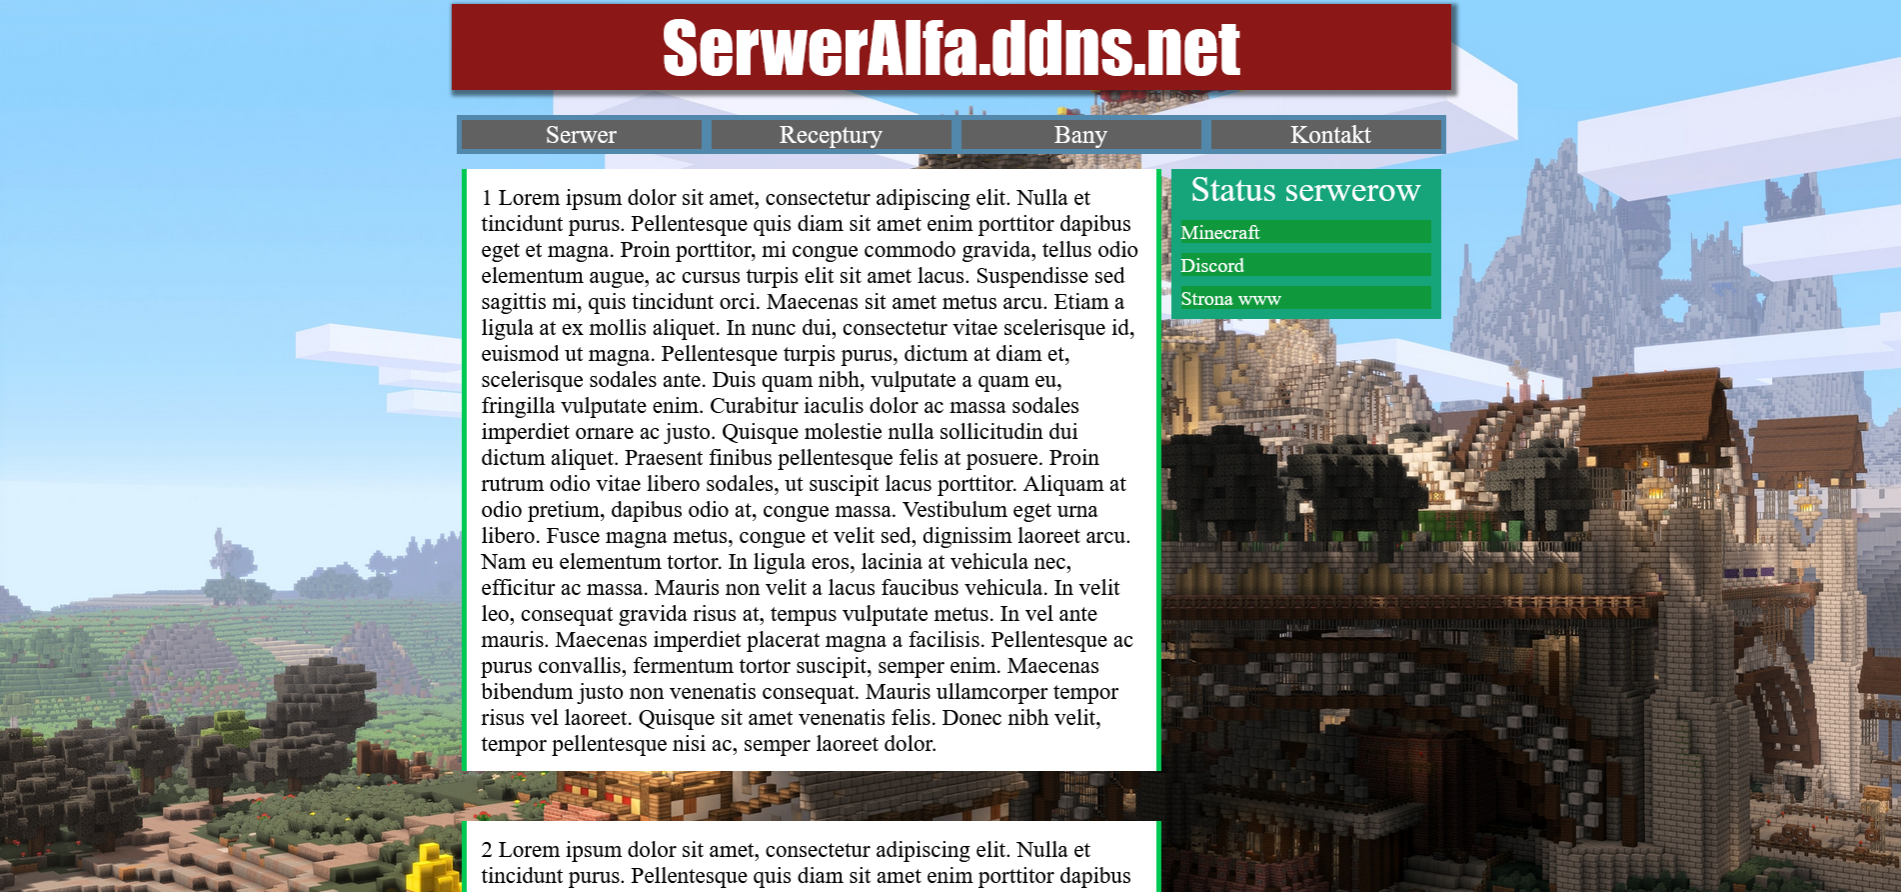 SerwerAlfa.ddns.net
Serwer Receptury Bany Kontakt
1 Lorem ipsum dolor sit amet, consectetur adipiscing elit. Nulla et
tincidunt purus. Pellentesque quis diam sit amet enim porttitor dapibus
eget et magna. Proin porttitor, mi congue commodo gravida, tellus odio
elementum augue, ac cursus turpis elit sit amet lacus. Suspendisse sed
sagittis mi, quis tincidunt orci. Maecenas sit amet metus arcu. Etiam a
ligula at ex mollis aliquet. In nunc dui, consectetur vitae scelerisque id,
euismod ut magna. Pellentesque turpis purus, dictum at diam et,
scelerisque sodales ante. Duis quam nibh, vulputate a quam eu,
fringilla vulputate enim. Curabitur iaculis dolor ac massa sodales
imperdiet ornare ac justo. Quisque molestie nulla sollicitudin dui
dictum aliquet. Praesent finibus pellentesque felis at posuere. Proin
rutrum odio vitae libero sodales, ut suscipit lacus porttitor. Aliquam at
odio pretium, dapibus odio at, congue massa. Vestibulum eget urna
libero. Fusce magna metus, congue et velit sed, dignissim laoreet arcu.
Nam eu elementum tortor. In ligula eros, lacinia at vehicula nec,
efficitur ac massa. Mauris non velit a lacus faucibus vehicula. In velit
leo, consequat gravida risus at, tempus vulputate metus. In vel ante
mauris. Maecenas imperdiet placerat magna a facilisis. Pellentesque ac
purus convallis, fermentum tortor suscipit, semper enim. Maecenas
bibendum justo non venenatis consequat. Mauris ullamcorper tempor
risus vel laoreet. Quisque sit amet venenatis felis. Donec nibh velit,
tempor pellentesque nisi ac, semper laoreet dolor.
2 Lorem ipsum dolor sit amet, consectetur adipiscing elit. Nulla et
tincidunt purus. Pellentesque quis diam sit amet enim porttitor dapibus
Status serwerow
Minecraft
Discord
Strona www